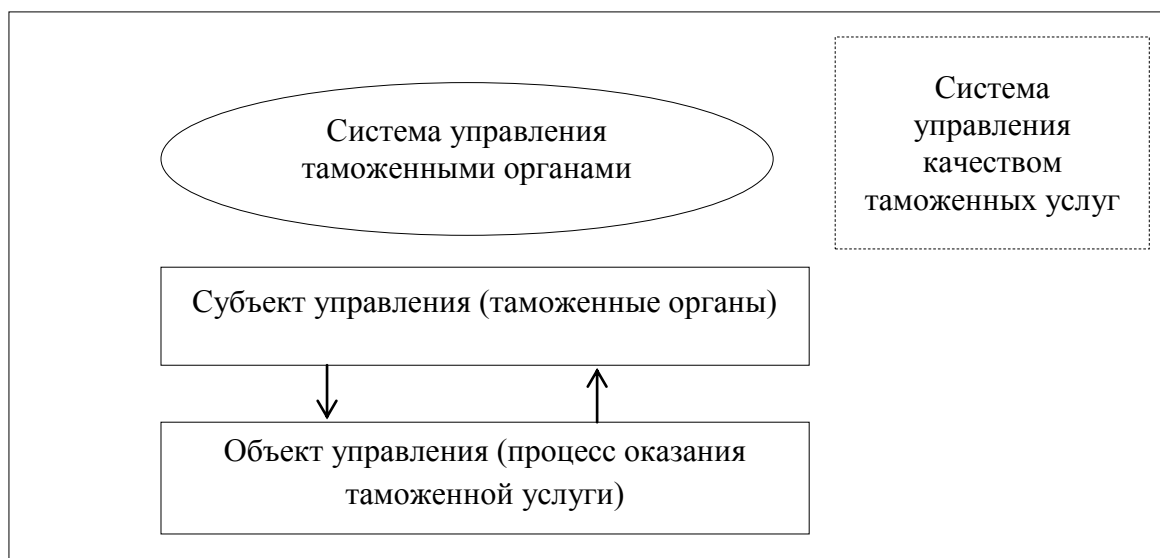 Система управления
таможенными органами
Система
управления
качеством
таможенных услуг
Субъект управления (таможенные органы)
Объект управления (процесс оказания
таможенной услуги)